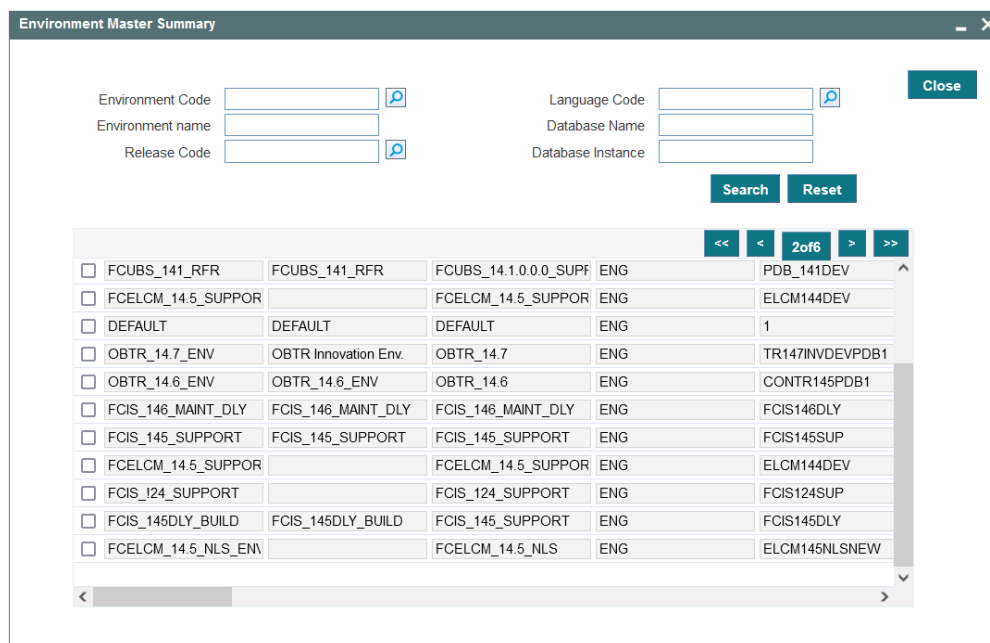 Environment Master Summary
Close
Environment Code Language Code
Environment name Database Name
Release Code Database Instance
Search Reset
<< < 2of6 > >>
FCUBS_141_RFR FCUBS_141_RFR FCUBS_14.1.0.0.0_SUPF ENG PDB_141DEV
FCELCM_14.5_SUPPOR FCELCM_14.5_SUPPOR ENG ELCM144DEV
DEFAULT DEFAULT DEFAULT ENG 1
OBTR_14.7_ENV OBTR Innovation Env. OBTR_14.7 ENG TR147INVDEVPDB1
OBTR_14.6_ENV OBTR_14.6_ENV OBTR_14.6 ENG CONTR145PDB1
FCIS_146_MAINT_DLY FCIS_146_MAINT_DLY FCIS_146_MAINT_DLY ENG FCIS146DLY
FCIS_145_SUPPORT FCIS_145_SUPPORT FCIS_145_SUPPORT ENG FCIS145SUP
FCELCM_14.5_SUPPOR FCELCM_14.5_SUPPOR ENG ELCM144DEV
FCIS_!24_SUPPORT FCIS_124_SUPPORT ENG FCIS124SUP
FCIS_145DLY_BUILD FCIS_145DLY_BUILD FCIS_145_SUPPORT ENG FCIS145DLY
FCELCM_14.5_NLS_EN\ FCELCM_14.5_NLS ENG ELCM145NLSNEW